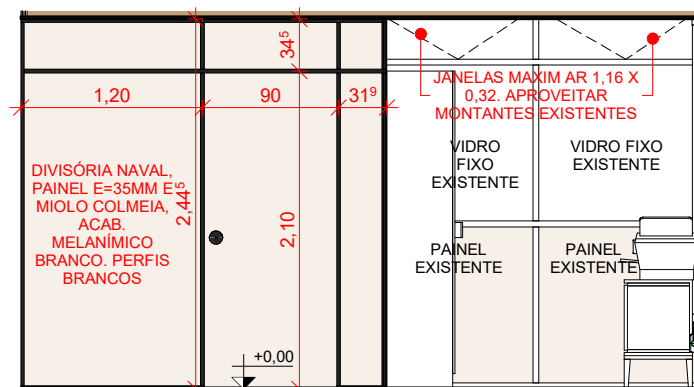 34⁵
1,20
90
31⁹
JANELAS MAXIM AR 1,16 X
0,32. APROVEITAR
MONTANTES EXISTENTES
DIVISÓRIA NAVAL,
PAINEL E=35MM E
MIOLO COLMEIA,
ACAB.
MELANÍMICO
BRANCO. PERFIS
BRANCOS
2,44⁵
2,10
VIDRO
FIXO
EXISTENTE
VIDRO FIXO
EXISTENTE
PAINEL
EXISTENTE
PAINEL
EXISTENTE
+0,00